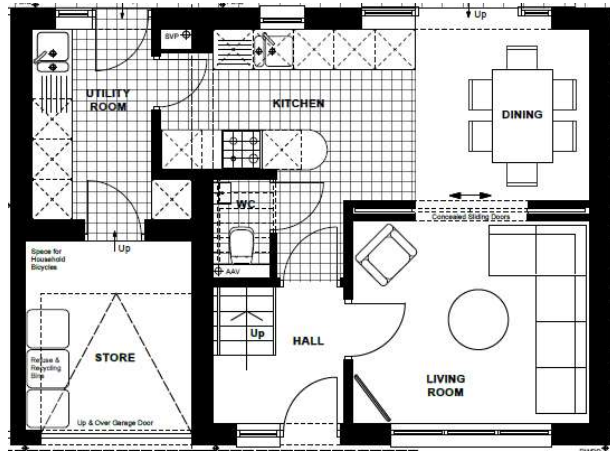 Up
SVP
UTILITY
ROOM
KITCHEN
DINING
WC
Concealed Sliding Doors
Up
Space for
Household
Bicycles
AAV
Up
HALL
STORE
Refuse &
Recycling
Bins
LIVING
ROOM
Up & Over Garage Door